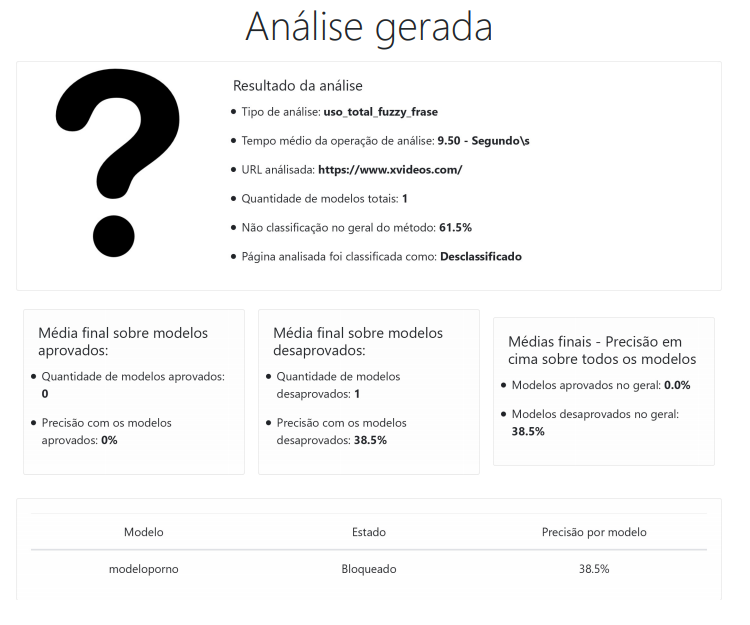 Análise gerada
Resultado da análise
Tipo de análise: uso_total_fuzzy_frase
Tempo médio da operação de análise: 9.50 - Segundo\s
URL análisada: https://www.xvideos.com/
Quantidade de modelos totais: 1
Não classificação no geral do método: 61.5%
Página analisada foi classificada como: Desclassificado
Média final sobre modelos
aprovados:
Quantidade de modelos aprovados:
0
Precisão com os modelos
aprovados: 0%
Média final sobre modelos
desaprovados:
Quantidade de modelos
desaprovados: 1
Precisão com os modelos
desaprovados: 38.5%
Médias finais - Precisão em
cima sobre todos os modelos
Modelos aprovados no geral: 0.0%
Modelos desaprovados no geral:
38.5%
Modelo Estado Precisão por modelo
modeloporno Bloqueado 38.5%